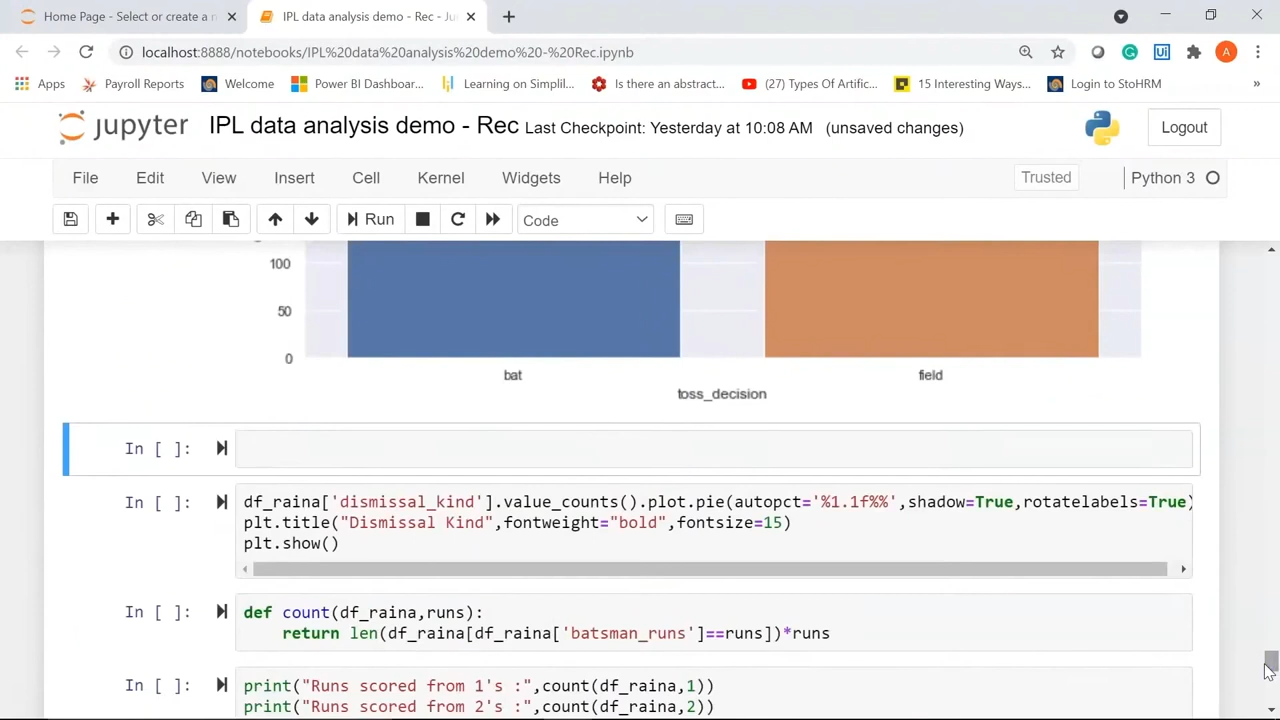 Home Page - Select or create a n
IPL data analysis demo - Rec - Ju
localhost:8888/notebooks/IPL%20data%20analysis%20demo%20-%20Rec.ipynb
A
Apps
Payroll Reports
Welcome
Power BI Dashboar...
Learning on Simplil...
Is there an abstrac...
(27) Types Of Artific...
15 Interesting Ways...
Login to StoHRM
»
jupyter
IPL data analysis demo - Rec Last Checkpoint: Yesterday at 10:08 AM (unsaved changes)
Logout
File
Edit
View
Insert
Cell
Kernel
Widgets
Help
Trusted
Python 3
Run
Code
100
50
0
bat
field
toss_decision
In [ ]:
In [ ]:
df_raina['dismissal_kind'].value_counts().plot.pie(autopct='%1.1f%%',shadow=True,rotatelabels=True)
plt.title("Dismissal Kind",fontweight="bold",fontsize=15)
plt.show()
In [ ]:
def count(df_raina,runs):
    return len(df_raina[df_raina['batsman_runs']==runs])*runs
In [ ]:
print("Runs scored from 1's :",count(df_raina,1))
print("Runs scored from 2's :",count(df_raina,2))